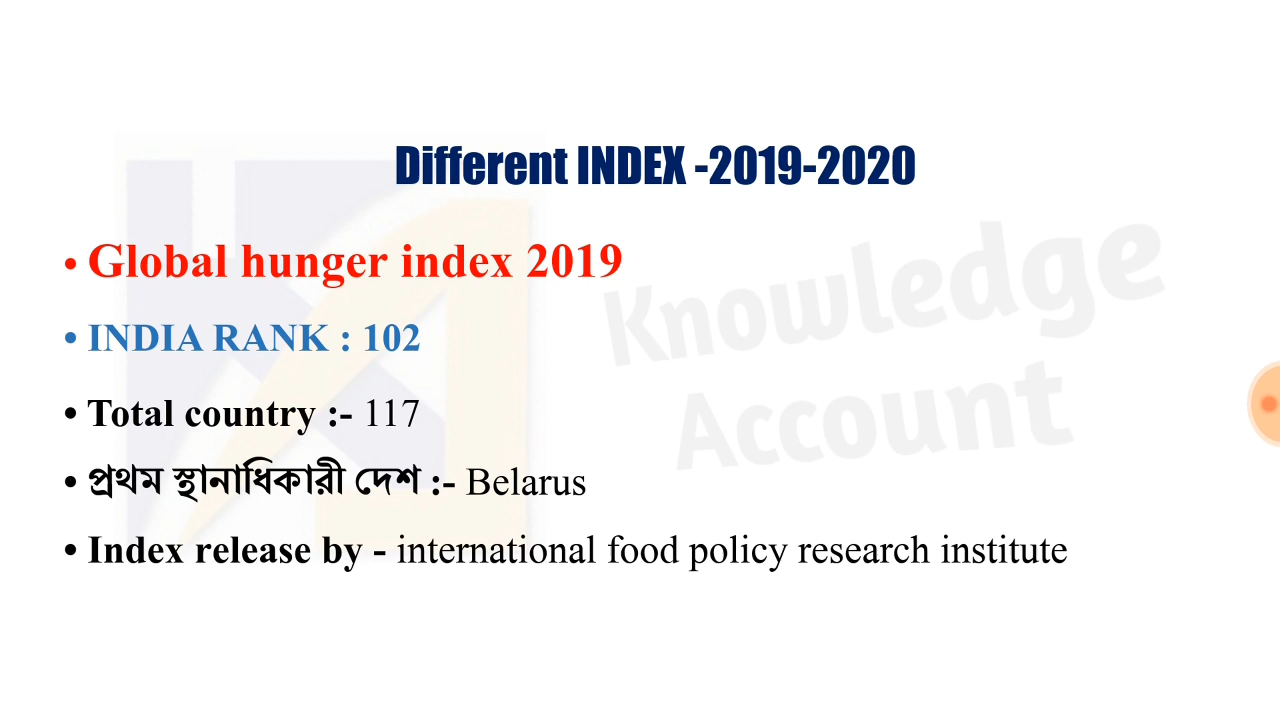 Different INDEX -2019-2020
• Global hunger index 2019
• INDIA RANK : 102
• Total country :- 117
• প্রথম স্থানাধিকারী দেশ :- Belarus
• Index release by - international food policy research institute
Knowledge
Account